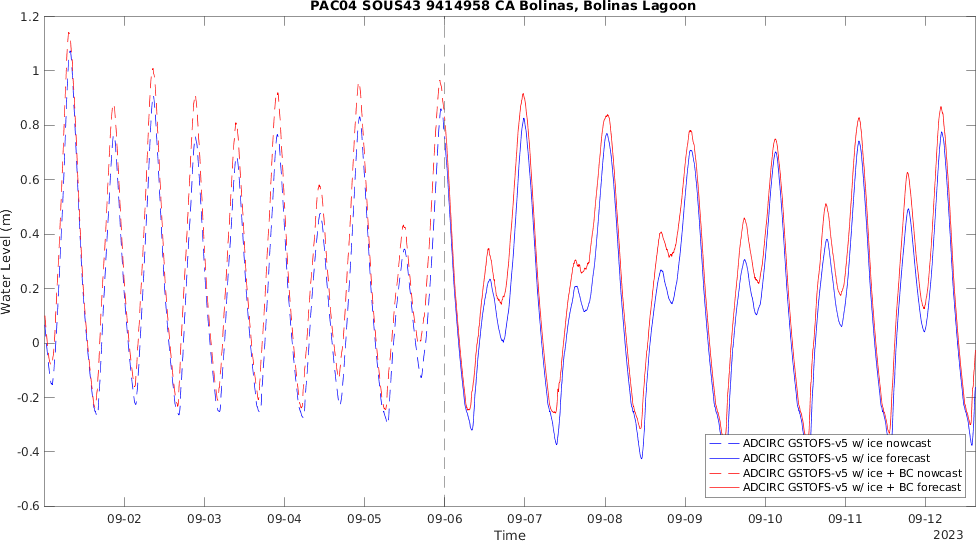 PAC04 SOUS43 9414958 CA Bolinas, Bolinas Lagoon
1.2
1
0.8
0.6
0.4
0.2
0
-0.2
-0.4
-0.6
Water Level (m)
ADCIRC GSTOFS-v5 w/ ice nowcast
ADCIRC GSTOFS-v5 w/ ice forecast
ADCIRC GSTOFS-v5 w/ ice + BC nowcast
ADCIRC GSTOFS-v5 w/ ice + BC forecast
09-02 09-03 09-04 09-05 09-06 09-07 09-08 09-09 09-10 09-11 09-12
Time
2023